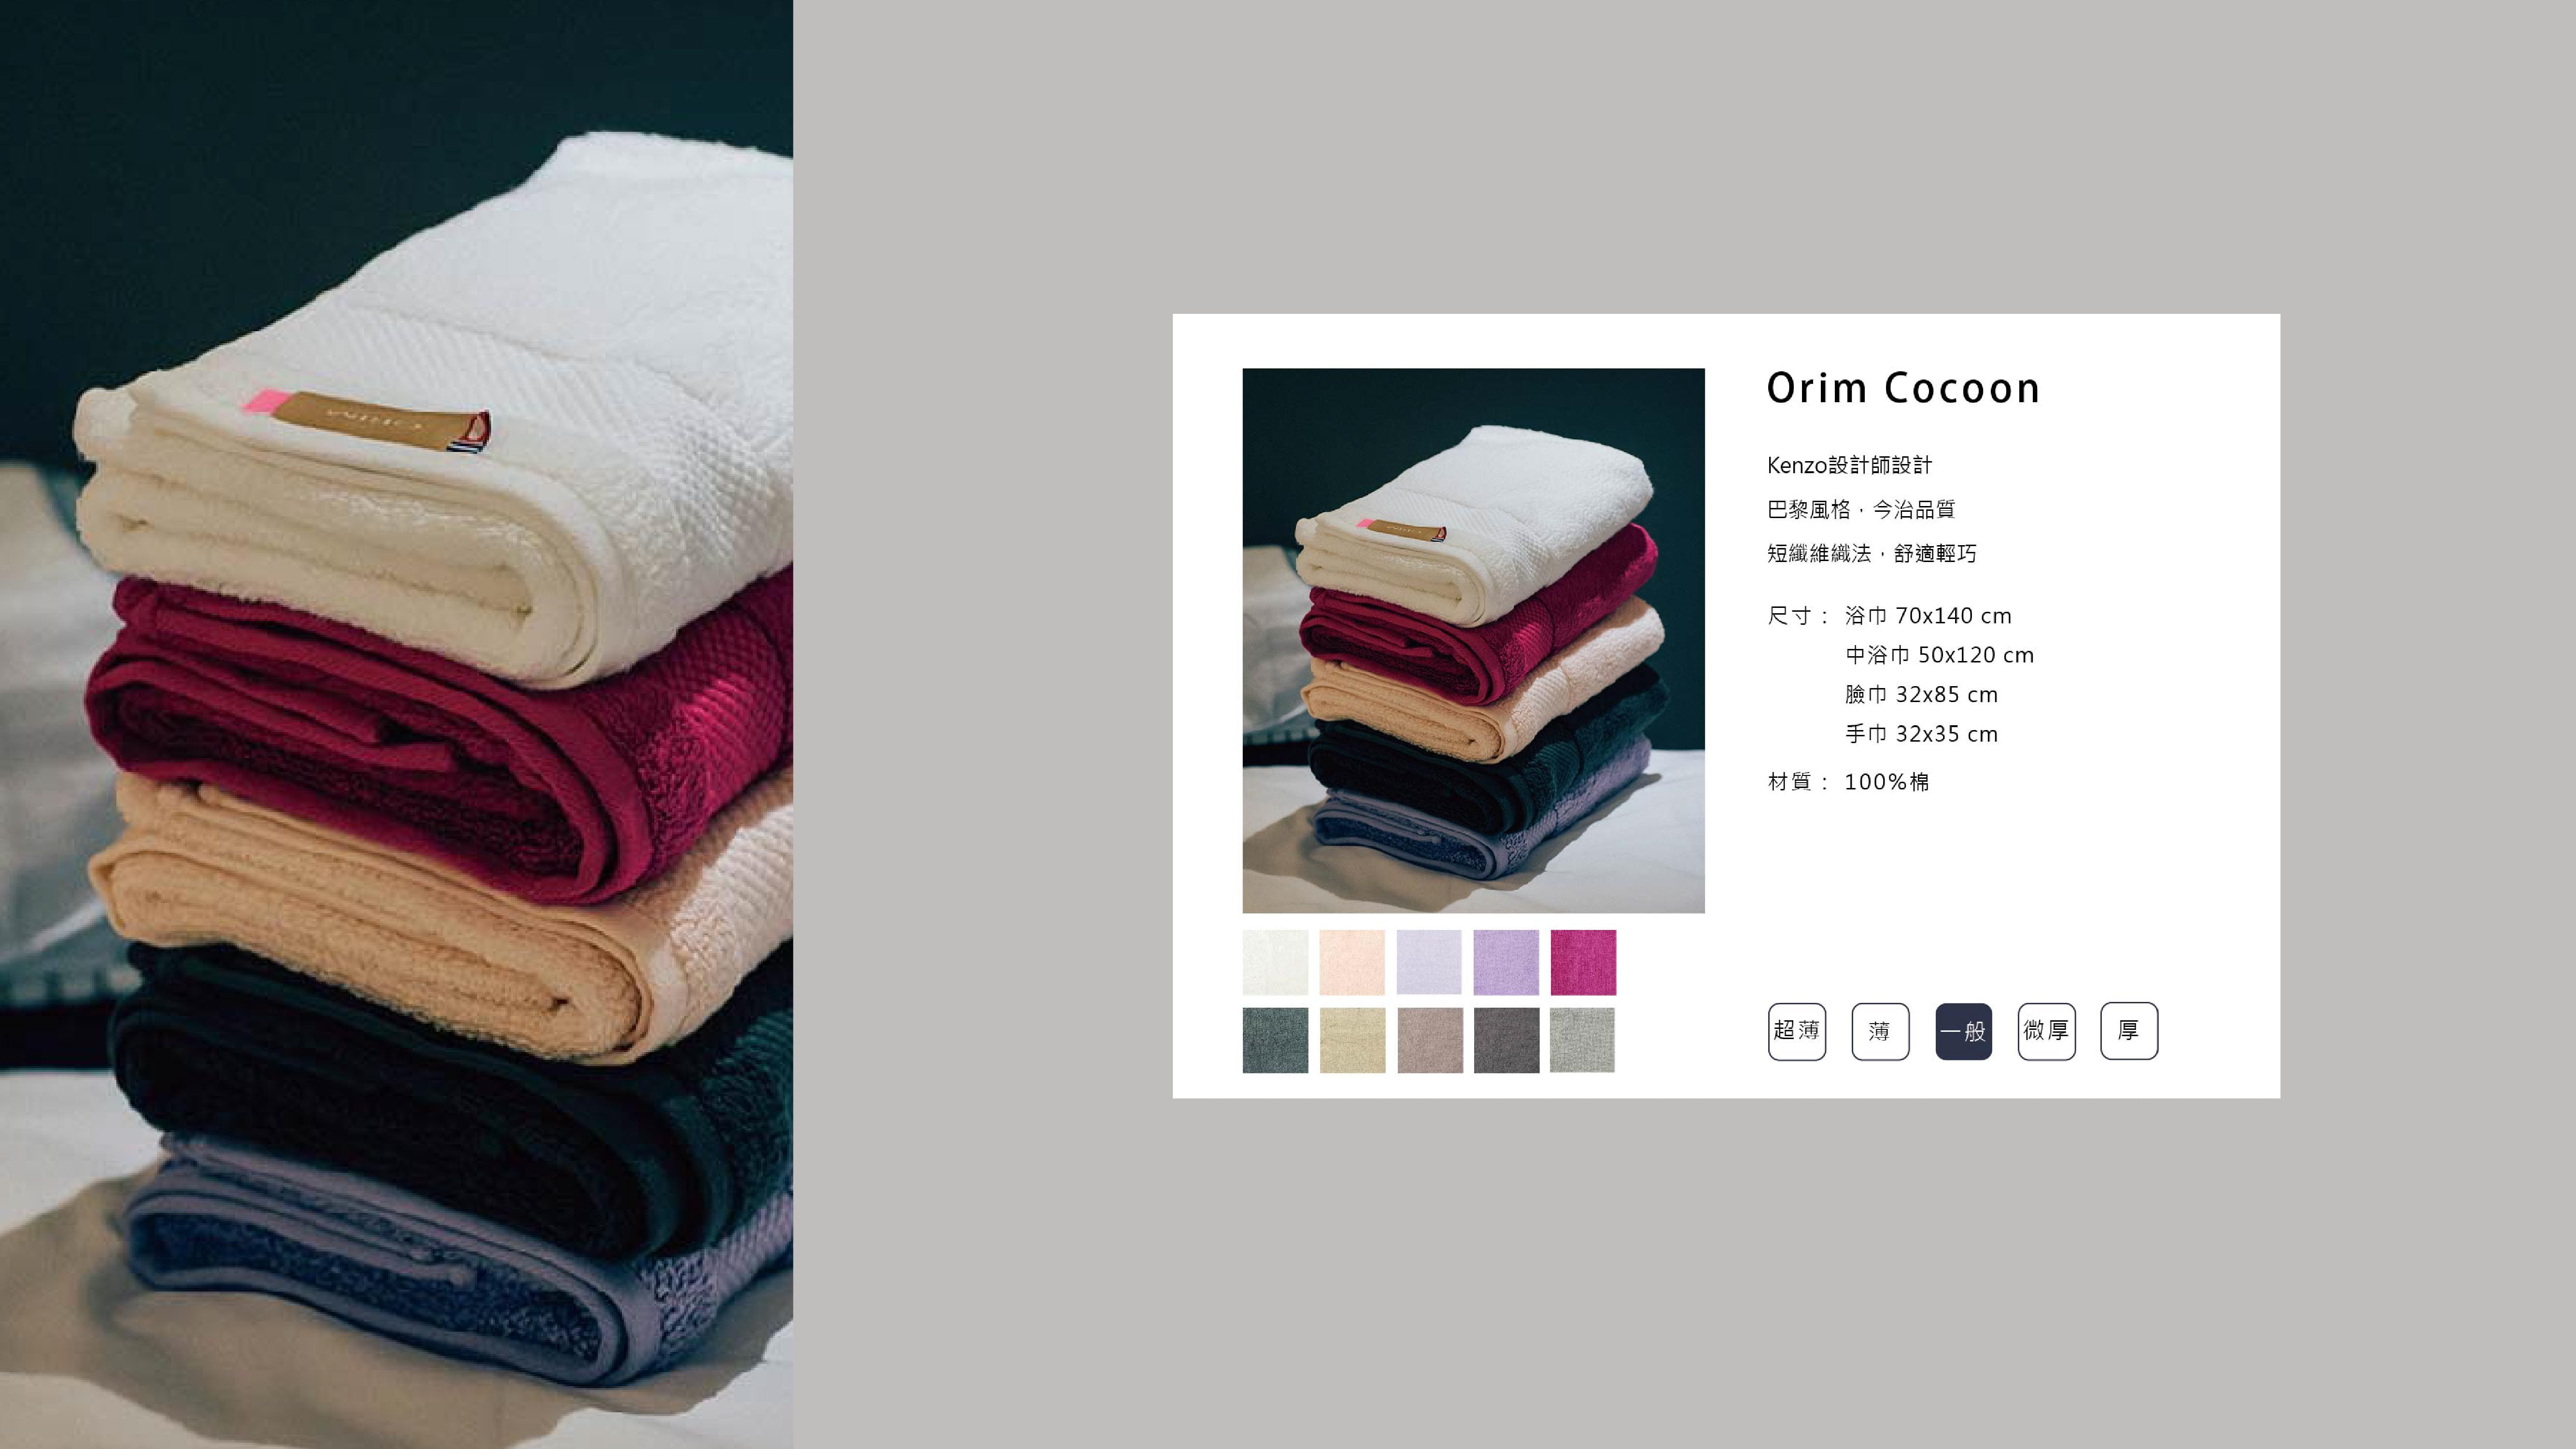 Orim Cocoon
Kenzo設計師設計
巴黎風格，今治品質
短纖維織法，舒適輕巧
尺寸： 浴巾 70x140 cm
中浴巾 50x120 cm
臉巾 32x85 cm
手巾 32x35 cm
材質： 100%棉
超薄 薄 一般 微厚 厚